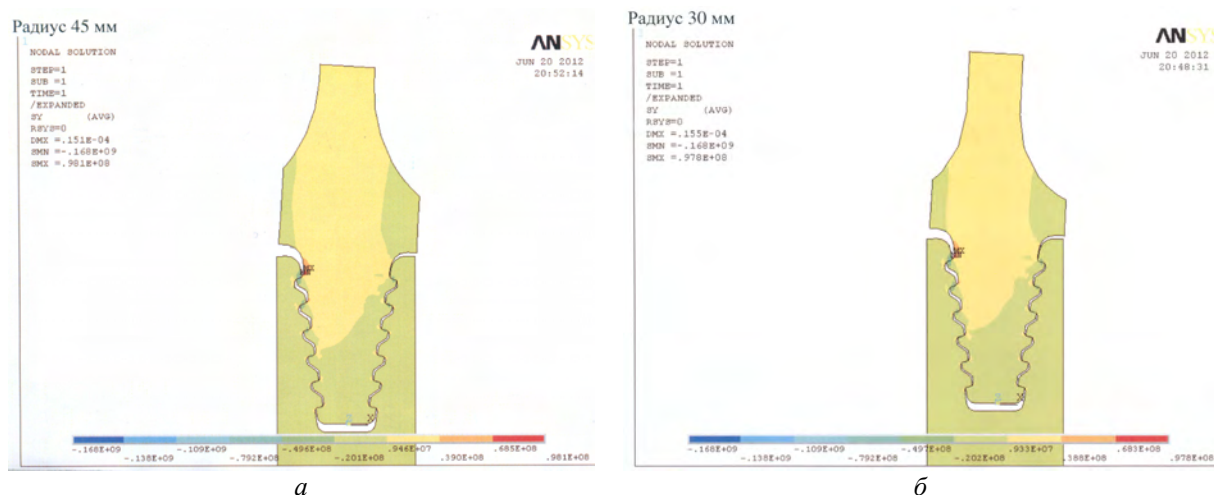 Радиус 45 мм
1
NODAL SOLUTION
STEP=1
SUB =1
TIME=1
/EXPANDED
SY (AVG)
RSYS=0
DMX =.151E-04
SMN =-.168E+09
SMX =.981E+08
ANSYS
JUN 20 2012
20:52:14
MX
X
-.168E+09 -.109E+09 -.496E+08 .946E+07 .685E+08
-.138E+09 -.792E+08 -.201E+08 .390E+08 .981E+08
а
Радиус 30 мм
1
NODAL SOLUTION
STEP=1
SUB =1
TIME=1
/EXPANDED
SY (AVG)
RSYS=0
DMX =.155E-04
SMN =-.168E+09
SMX =.978E+08
ANSYS
JUN 20 2012
20:48:31
MX
X
-.168E+09 -.109E+09 -.497E+08 .933E+07 .683E+08
-.138E+09 -.792E+08 -.202E+08 .388E+08 .978E+08
б